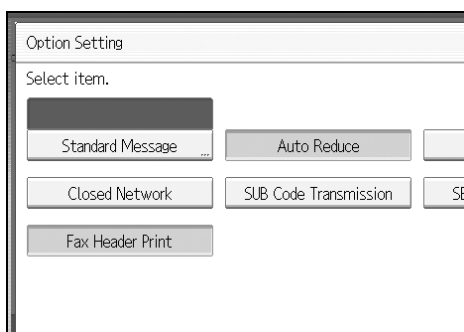 Option Setting
Select item.
Standard Message ...
Auto Reduce
Closed Network
SUB Code Transmission
Fax Header Print